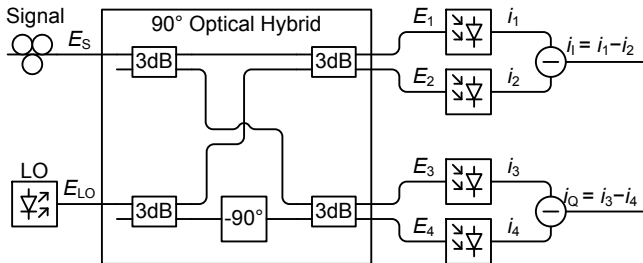 Signal
90° Optical Hybrid
E_S
3dB
3dB
E_1
i_1
E_2
i_2
i_I = i_1−i_2
LO
E_LO
3dB
-90°
3dB
E_3
i_3
E_4
i_4
i_Q = i_3−i_4